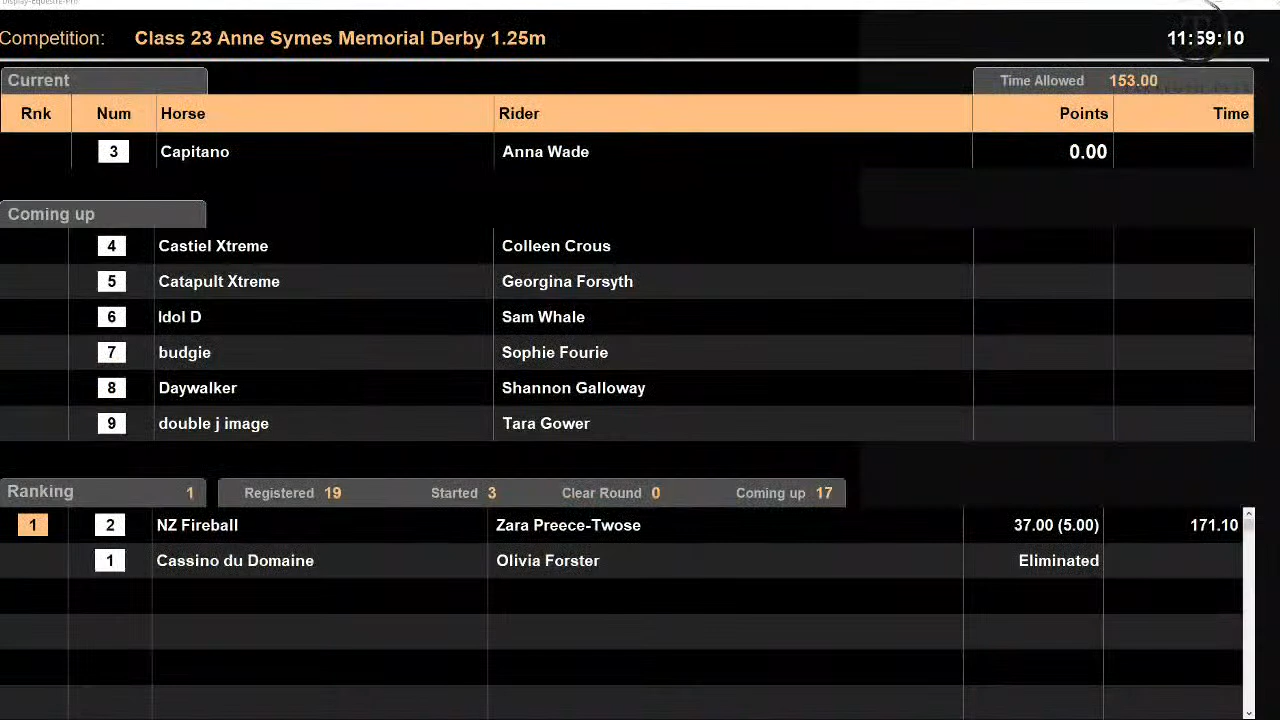 Display-Equestre-Pro
Competition: Class 23 Anne Symes Memorial Derby 1.25m 11:59:10
Current Time Allowed 153.00
Rnk Num Horse Rider Points Time
3 Capitano Anna Wade 0.00
Coming up
4 Castiel Xtreme Colleen Crous
5 Catapult Xtreme Georgina Forsyth
6 Idol D Sam Whale
7 budgie Sophie Fourie
8 Daywalker Shannon Galloway
9 double j image Tara Gower
Ranking 1 Registered 19 Started 3 Clear Round 0 Coming up 17
1 2 NZ Fireball Zara Preece-Twose 37.00 (5.00) 171.10
1 Cassino du Domaine Olivia Forster Eliminated